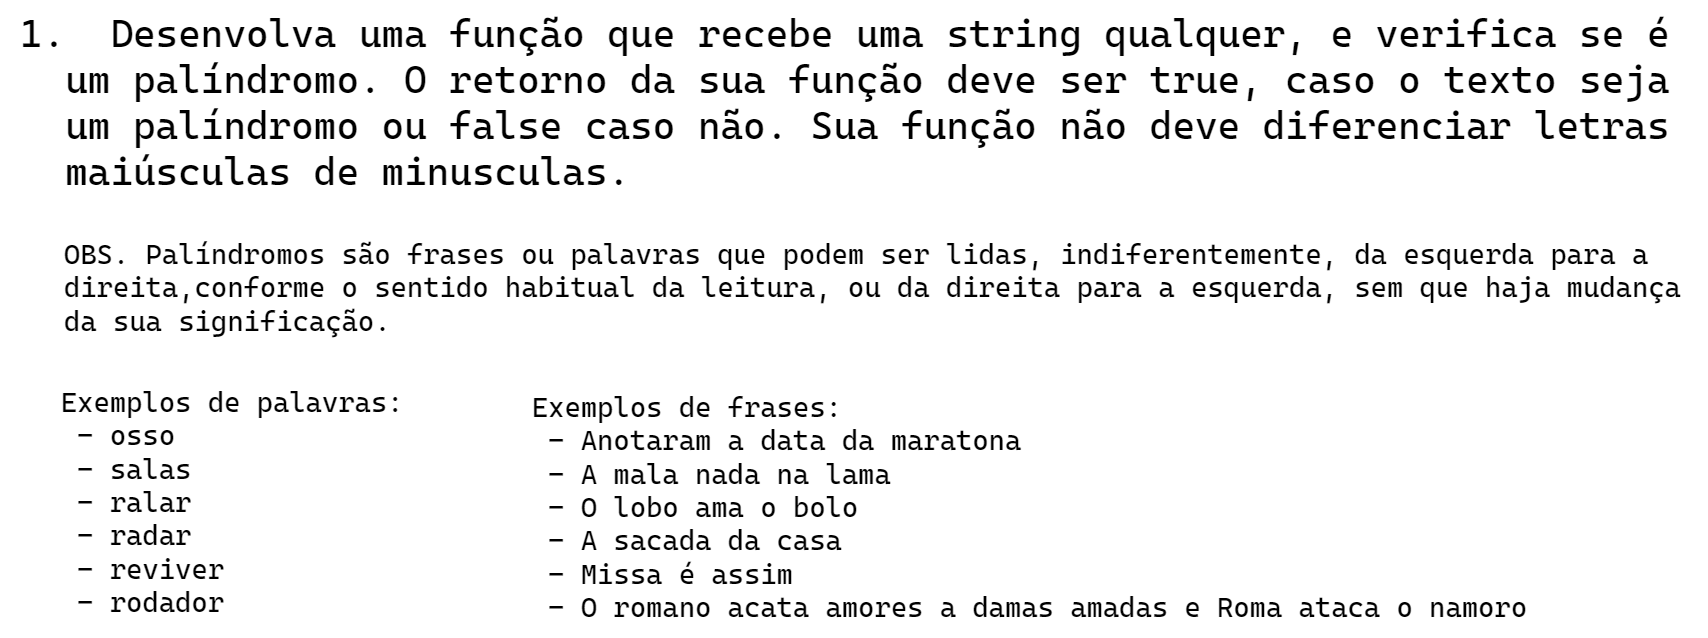 1. Desenvolva uma função que recebe uma string qualquer, e verifica se é
um palíndromo. O retorno da sua função deve ser true, caso o texto seja
um palíndromo ou false caso não. Sua função não deve diferenciar letras
maiúsculas de minusculas.
OBS. Palíndromos são frases ou palavras que podem ser lidas, indiferentemente, da esquerda para a
direita,conforme o sentido habitual da leitura, ou da direita para a esquerda, sem que haja mudança
da sua significação.
Exemplos de palavras:
- osso
- salas
- ralar
- radar
- reviver
- rodador
Exemplos de frases:
- Anotaram a data da maratona
- A mala nada na lama
- O lobo ama o bolo
- A sacada da casa
- Missa é assim
- O romano acata amores a damas amadas e Roma ataca o namoro